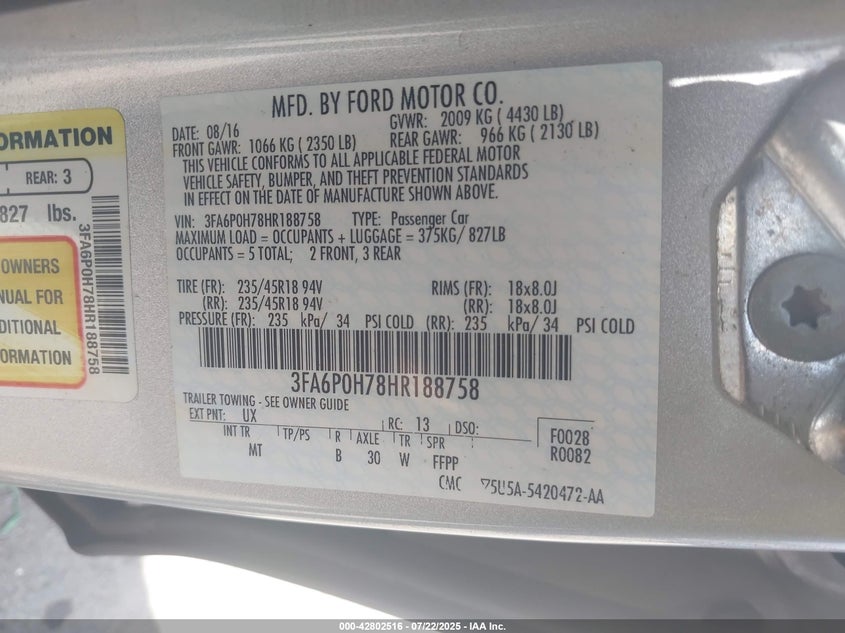 ORMATION
REAR: 3
827 lbs.
OWNERS
NUAL FOR
DITIONAL
ORMATION
3FA6P0H78HR188758
MFD. BY FORD MOTOR CO.
DATE: 08/16 GVWR: 2009 KG ( 4430 LB)
FRONT GAWR: 1066 KG ( 2350 LB) REAR GAWR: 966 KG ( 2130 LB)
THIS VEHICLE CONFORMS TO ALL APPLICABLE FEDERAL MOTOR
VEHICLE SAFETY, BUMPER, AND THEFT PREVENTION STANDARDS
IN EFFECT ON THE DATE OF MANUFACTURE SHOWN ABOVE.
VIN: 3FA6P0H78HR188758 TYPE: Passenger Car
MAXIMUM LOAD = OCCUPANTS + LUGGAGE = 375KG/ 827LB
OCCUPANTS = 5 TOTAL; 2 FRONT, 3 REAR
TIRE (FR): 235/45R18 94V RIMS (FR): 18x8.0J
(RR): 235/45R18 94V (RR): 18x8.0J
PRESSURE (FR): 235 kPa/ 34 PSI COLD (RR): 235 kPa/ 34 PSI COLD
3FA6P0H78HR188758
TRAILER TOWING - SEE OWNER GUIDE
EXT PNT: UX RC: 13 DSO:
INT TR TP/PS R AXLE TR SPR
MT B 30 W FFPP
F0028
R0082
CMC 75U5A-5420472-AA
000-42802516 - 07/22/2025 - IAA Inc.